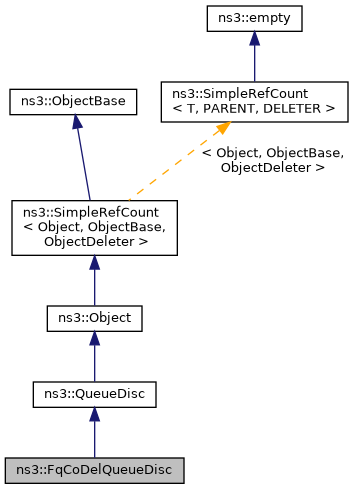 ns3::empty
ns3::SimpleRefCount
< T, PARENT, DELETER >
ns3::ObjectBase
< Object, ObjectBase,
ObjectDeleter >
ns3::SimpleRefCount
< Object, ObjectBase,
ObjectDeleter >
ns3::Object
ns3::QueueDisc
ns3::FqCoDelQueueDisc